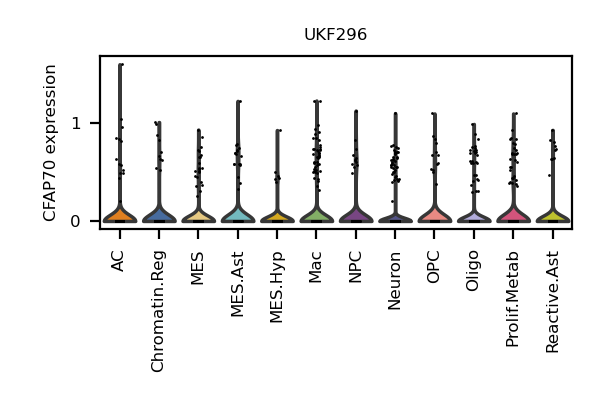 UKF296
CFAP70 expression
1
0
AC
Chromatin.Reg
MES
MES.Ast
MES.Hyp
Mac
NPC
Neuron
OPC
Oligo
Prolif.Metab
Reactive.Ast